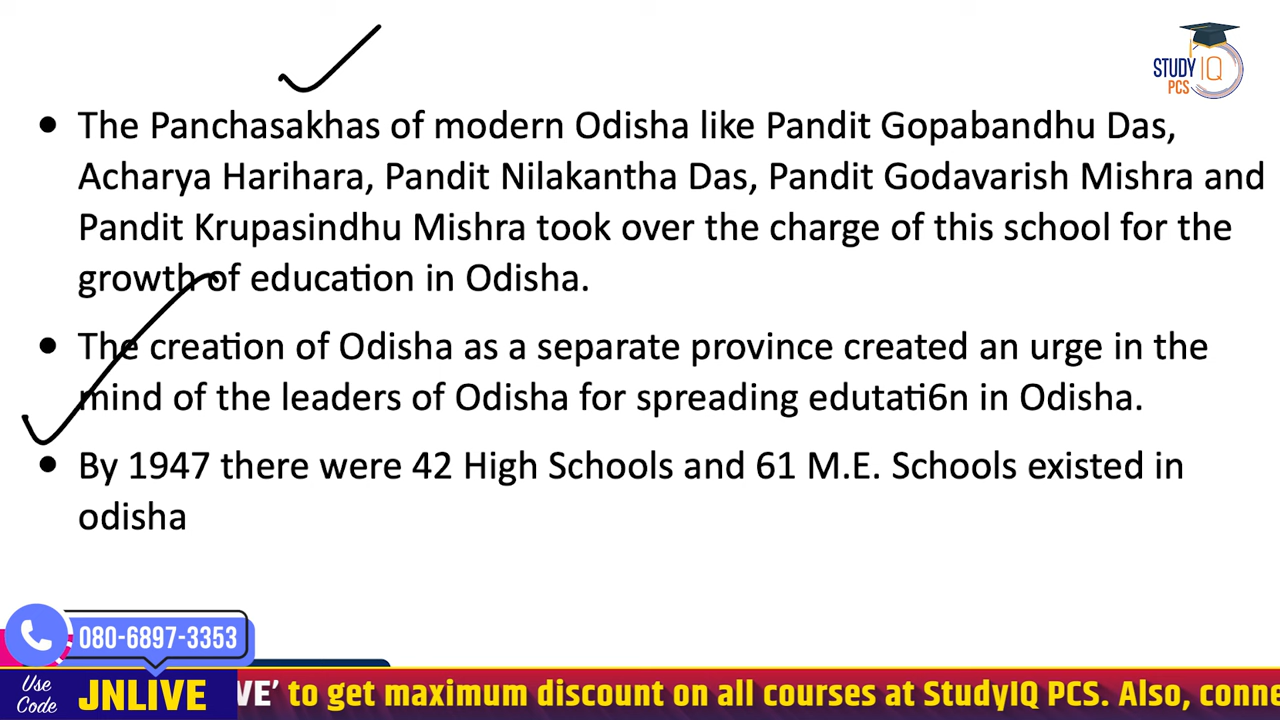 STUDY IQ
PCS
• The Panchasakhas of modern Odisha like Pandit Gopabandhu Das,
Acharya Harihara, Pandit Nilakantha Das, Pandit Godavarish Mishra and
Pandit Krupasindhu Mishra took over the charge of this school for the
growth of education in Odisha.
• The creation of Odisha as a separate province created an urge in the
mind of the leaders of Odisha for spreading edutati6n in Odisha.
• By 1947 there were 42 High Schools and 61 M.E. Schools existed in
odisha
080-6897-3353
Use
Code
JNLIVE
VE’ to get maximum discount on all courses at StudyIQ PCS. Also, conne